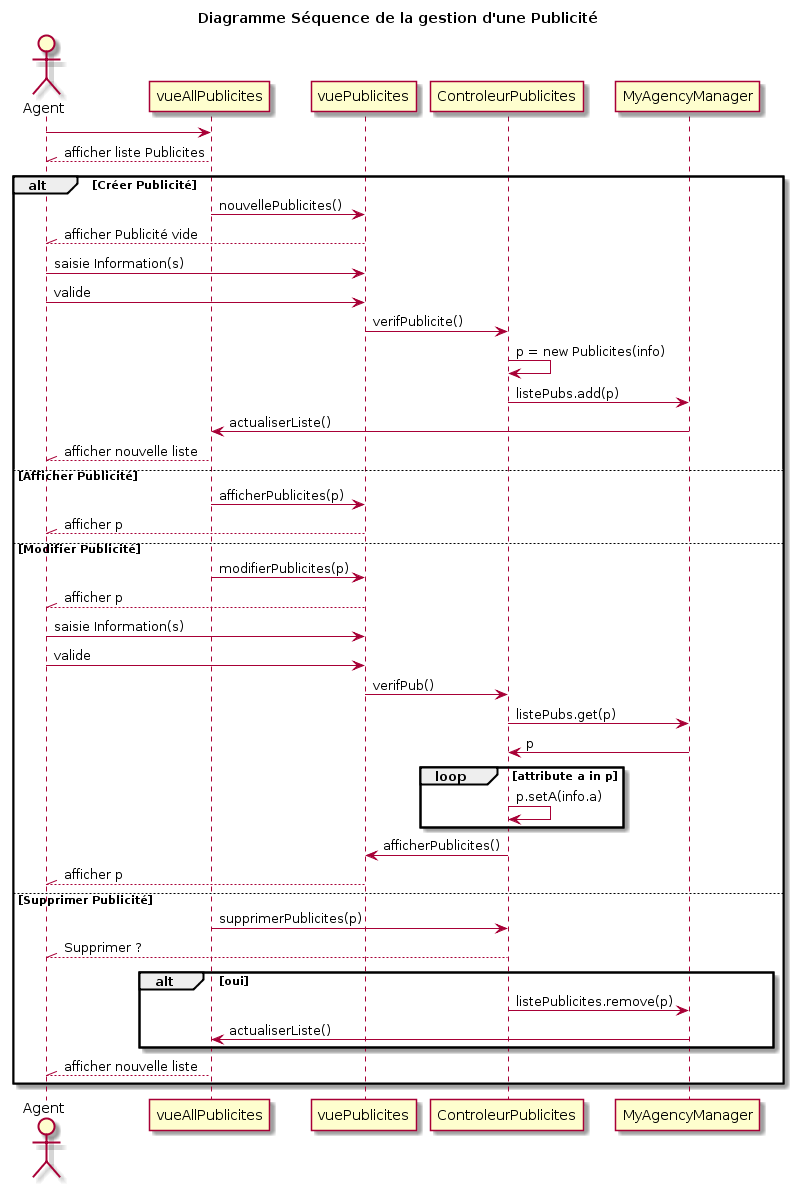 Diagramme Séquence de la gestion d'une Publicité
Agent
vueAllPublicites
vuePublicites
ControleurPublicites
MyAgencyManager
afficher liste Publicites
alt
[Créer Publicité]
nouvellePublicites()
afficher Publicité vide
saisie Information(s)
valide
verifPublicite()
p = new Publicites(info)
listePubs.add(p)
actualiserListe()
afficher nouvelle liste
[Afficher Publicité]
afficherPublicites(p)
afficher p
[Modifier Publicité]
modifierPublicites(p)
afficher p
saisie Information(s)
valide
verifPub()
listePubs.get(p)
p
loop
[attribute a in p]
p.setA(info.a)
afficherPublicites()
afficher p
[Supprimer Publicité]
supprimerPublicites(p)
Supprimer ?
alt
[oui]
listePublicites.remove(p)
actualiserListe()
afficher nouvelle liste
Agent
vueAllPublicites
vuePublicites
ControleurPublicites
MyAgencyManager